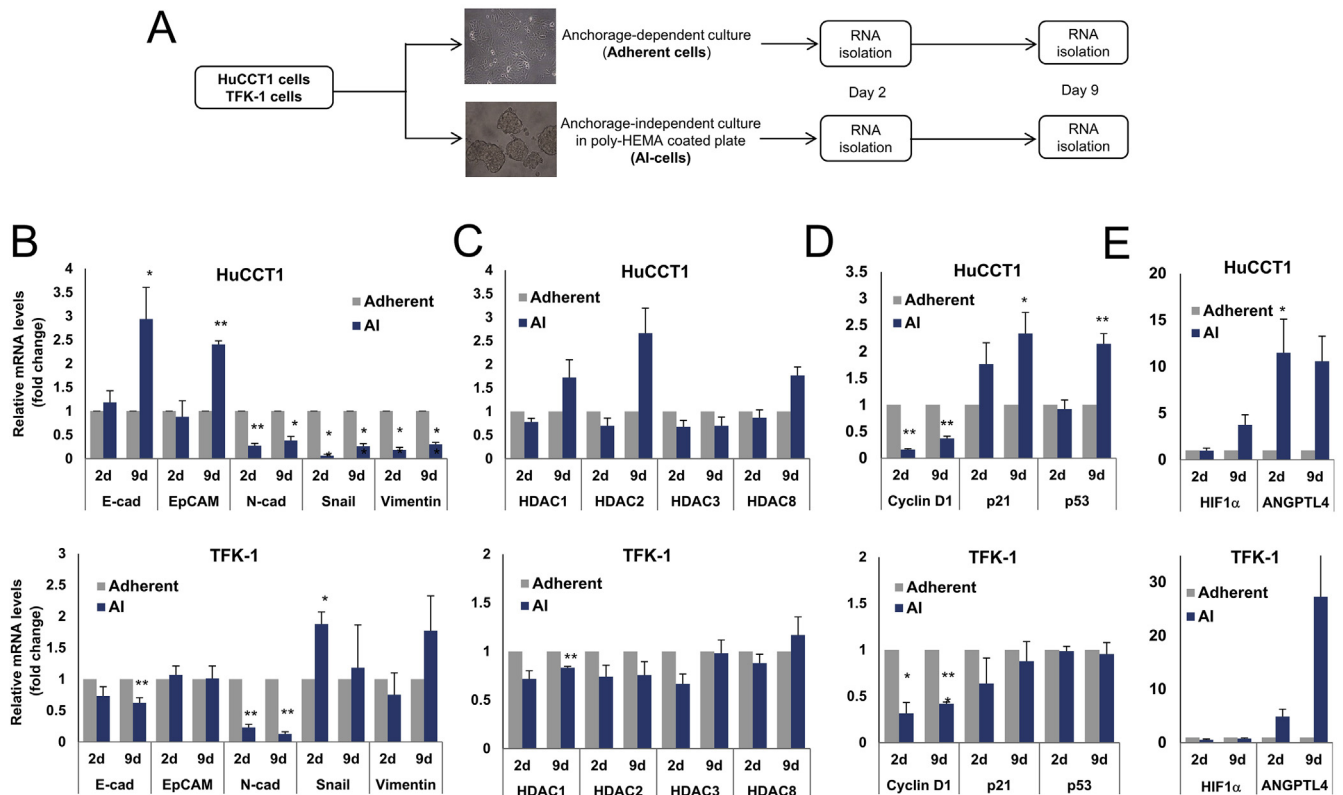 A
HuCCT1 cells
TFK-1 cells
Anchorage-dependent culture
(Adherent cells)
RNA
isolation
RNA
isolation
Day 2
Day 9
Anchorage-independent culture
in poly-HEMA coated plate
(AI-cells)
RNA
isolation
RNA
isolation
B
HuCCT1
Relative mRNA levels
(fold change)
4
3.5
3
2.5
2
1.5
1
0.5
0
Adherent
AI
*
**
**
*
*
*
*
*
*
*
*
2d 9d 2d 9d 2d 9d 2d 9d 2d 9d
E-cad EpCAM N-cad Snail Vimentin
TFK-1
Relative mRNA levels
(fold change)
3
2.5
2
1.5
1
0.5
0
Adherent
AI
**
**
**
*
2d 9d 2d 9d 2d 9d 2d 9d 2d 9d
E-cad EpCAM N-cad Snail Vimentin
C
HuCCT1
4
3.5
3
2.5
2
1.5
1
0.5
0
Adherent
AI
2d 9d 2d 9d 2d 9d 2d 9d
HDAC1 HDAC2 HDAC3 HDAC8
TFK-1
2
1.5
1
0.5
0
Adherent
AI
**
2d 9d 2d 9d 2d 9d 2d 9d
HDAC1 HDAC2 HDAC3 HDAC8
D
HuCCT1
3.5
3
2.5
2
1.5
1
0.5
0
Adherent
AI
**
**
*
**
2d 9d 2d 9d 2d 9d
Cyclin D1 p21 p53
TFK-1
2
1.5
1
0.5
0
Adherent
AI
*
**
*
2d 9d 2d 9d 2d 9d
Cyclin D1 p21 p53
E
HuCCT1
20
15
10
5
0
Adherent
AI
*
2d 9d 2d 9d
HIF1α ANGPTL4
TFK-1
30
20
10
0
Adherent
AI
2d 9d 2d 9d
HIF1α ANGPTL4